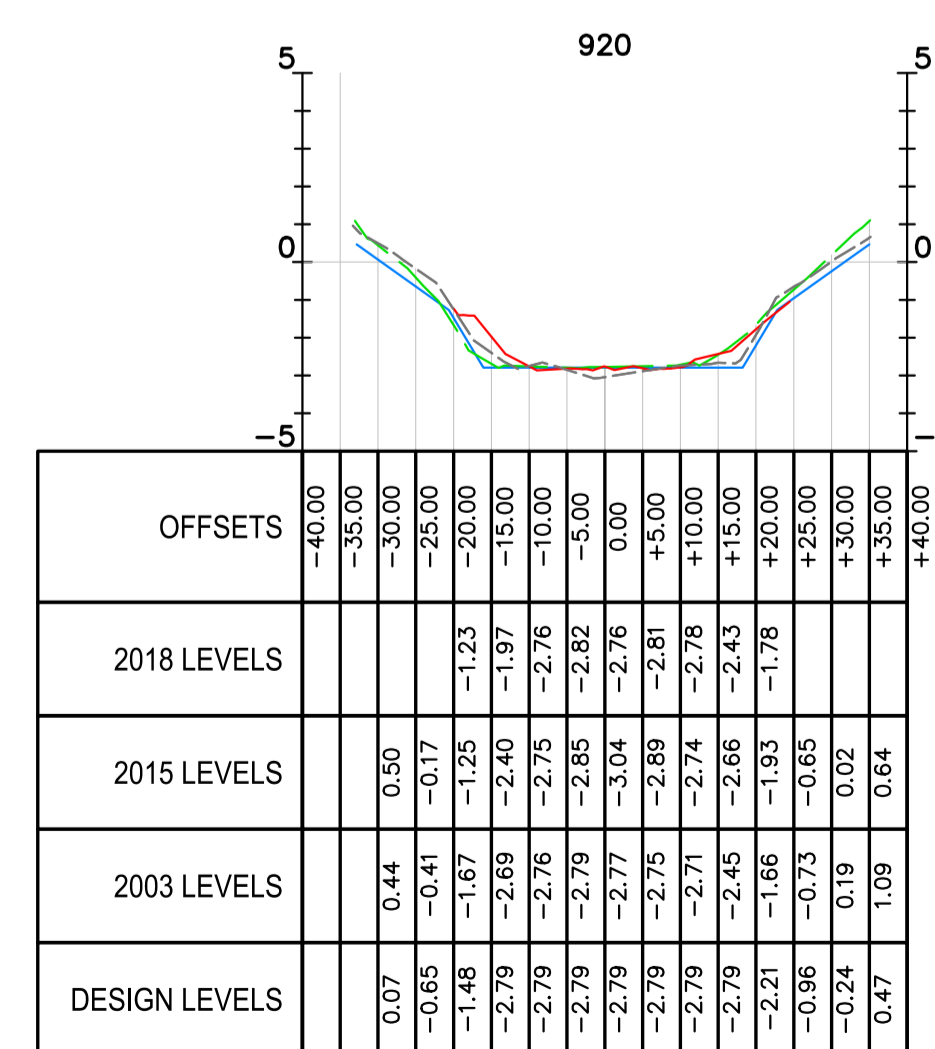 920
5 5
0 0
−5 −
OFFSETS −40.00 −35.00 −30.00 −25.00 −20.00 −15.00 −10.00 −5.00 0.00 +5.00 +10.00 +15.00 +20.00 +25.00 +30.00 +35.00 +40.00
2018 LEVELS −1.23 −1.97 −2.76 −2.82 −2.76 −2.81 −2.78 −2.43 −1.78
2015 LEVELS 0.50 −0.17 −1.25 −2.40 −2.75 −2.85 −3.04 −2.89 −2.74 −2.66 −1.93 −0.65 0.02 0.64
2003 LEVELS 0.44 −0.41 −1.67 −2.69 −2.76 −2.79 −2.77 −2.75 −2.71 −2.45 −1.66 −0.73 0.19 1.09
DESIGN LEVELS 0.07 −0.65 −1.48 −2.79 −2.79 −2.79 −2.79 −2.79 −2.79 −2.79 −2.21 −0.96 −0.24 0.47